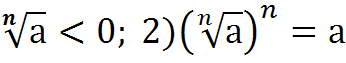 ⁿ√a < 0; 2)(ⁿ√a)ⁿ = a